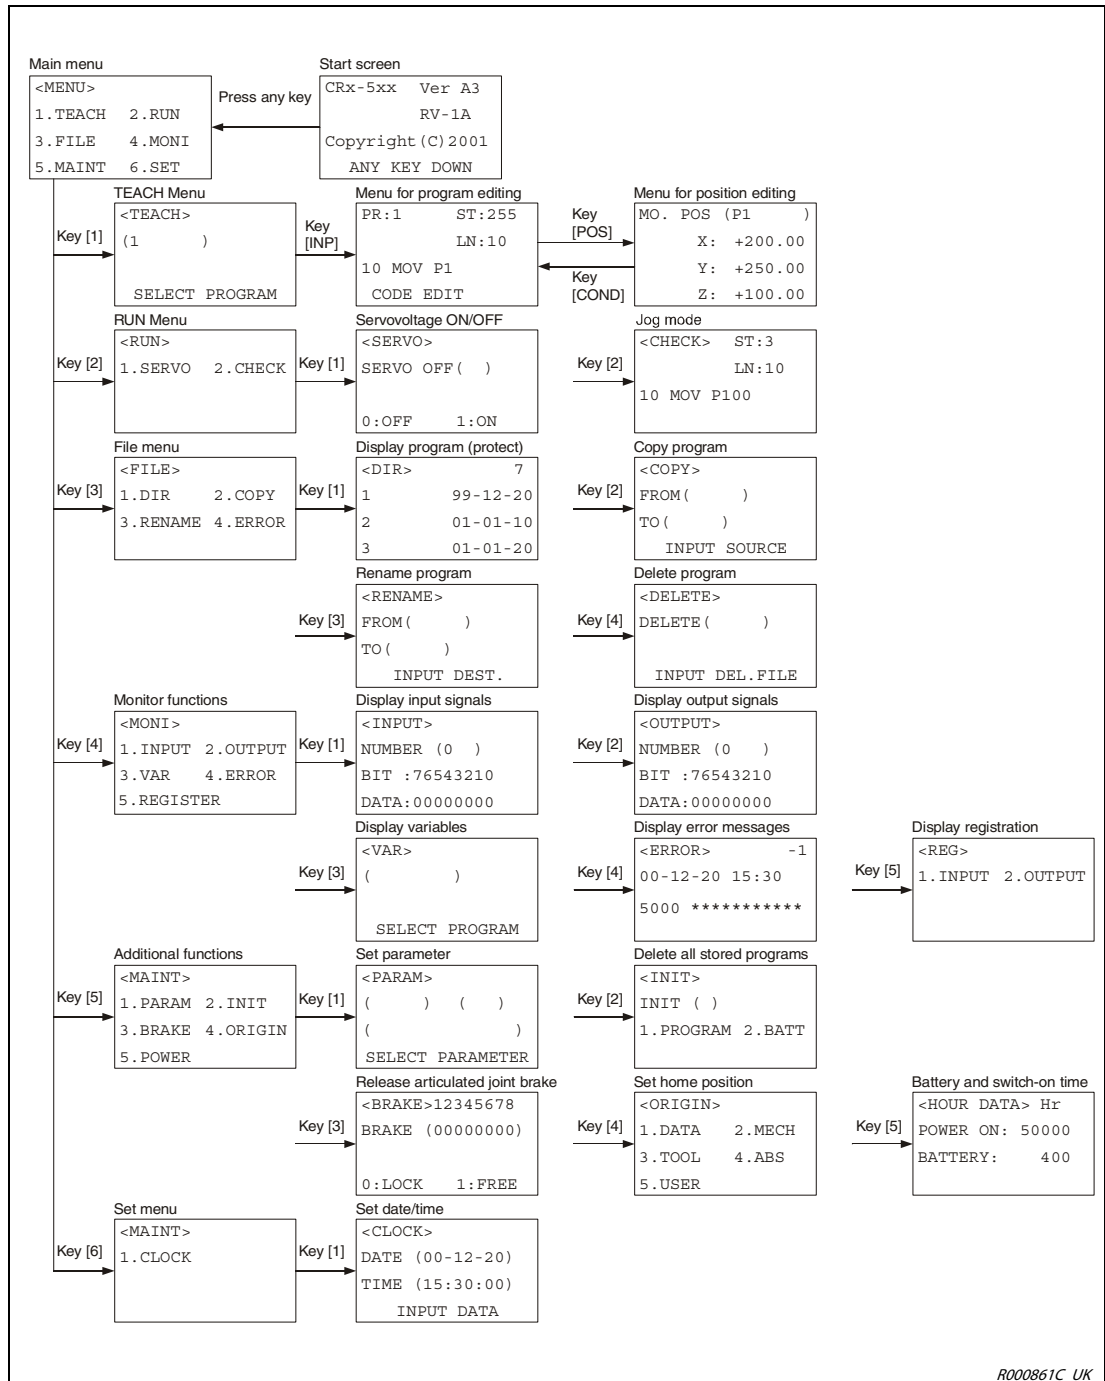 Main menu
<MENU>
1.TEACH 2.RUN
3.FILE 4.MONI
5.MAINT 6.SET
Press any key
Start screen
CRx-5xx Ver A3
RV-1A
Copyright(C)2001
ANY KEY DOWN
Key [1]
TEACH Menu
<TEACH>
(1 )
SELECT PROGRAM
Key
[INP]
Menu for program editing
PR:1 ST:255
LN:10
10 MOV P1
CODE EDIT
Key
[POS]
Key
[COND]
Menu for position editing
MO. POS (P1 )
X: +200.00
Y: +250.00
Z: +100.00
Key [2]
RUN Menu
<RUN>
1.SERVO 2.CHECK
Key [1]
Servovoltage ON/OFF
<SERVO>
SERVO OFF( )
0:OFF 1:ON
Key [2]
Jog mode
<CHECK> ST:3
LN:10
10 MOV P100
Key [3]
File menu
<FILE>
1.DIR 2.COPY
3.RENAME 4.ERROR
Key [1]
Display program (protect)
<DIR> 7
1 99-12-20
2 01-01-10
3 01-01-20
Key [2]
Copy program
<COPY>
FROM( )
TO( )
INPUT SOURCE
Key [3]
Rename program
<RENAME>
FROM( )
TO( )
INPUT DEST.
Key [4]
Delete program
<DELETE>
DELETE( )
INPUT DEL.FILE
Key [4]
Monitor functions
<MONI>
1.INPUT 2.OUTPUT
3.VAR 4.ERROR
5.REGISTER
Key [1]
Display input signals
<INPUT>
NUMBER (0 )
BIT :76543210
DATA:00000000
Key [2]
Display output signals
<OUTPUT>
NUMBER (0 )
BIT :76543210
DATA:00000000
Key [3]
Display variables
<VAR>
( )
SELECT PROGRAM
Key [4]
Display error messages
<ERROR> -1
00-12-20 15:30
5000 ***********
Key [5]
Display registration
<REG>
1.INPUT 2.OUTPUT
Key [5]
Additional functions
<MAINT>
1.PARAM 2.INIT
3.BRAKE 4.ORIGIN
5.POWER
Key [1]
Set parameter
<PARAM>
( ) ( )
( )
SELECT PARAMETER
Key [2]
Delete all stored programs
<INIT>
INIT ( )
1.PROGRAM 2.BATT
Key [3]
Release articulated joint brake
<BRAKE>12345678
BRAKE (00000000)
0:LOCK 1:FREE
Key [4]
Set home position
<ORIGIN>
1.DATA 2.MECH
3.TOOL 4.ABS
5.USER
Key [5]
Battery and switch-on time
<HOUR DATA> Hr
POWER ON: 50000
BATTERY: 400
Key [6]
Set menu
<MAINT>
1.CLOCK
Key [1]
Set date/time
<CLOCK>
DATE (00-12-20)
TIME (15:30:00)
INPUT DATA
R000861C_UK